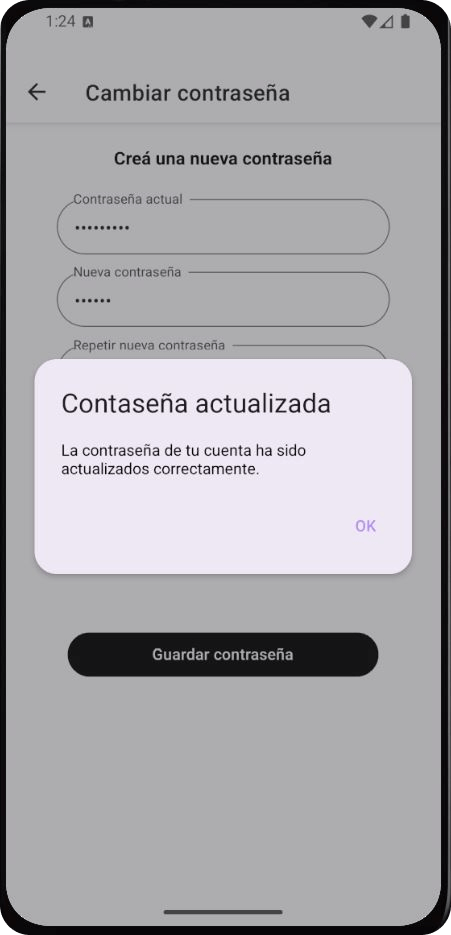 1:24
Cambiar contraseña
Creá una nueva contraseña
Contraseña actual
Nueva contraseña
Repetir nueva contraseña
Contaseña actualizada
La contraseña de tu cuenta ha sido
actualizados correctamente.
OK
Guardar contraseña